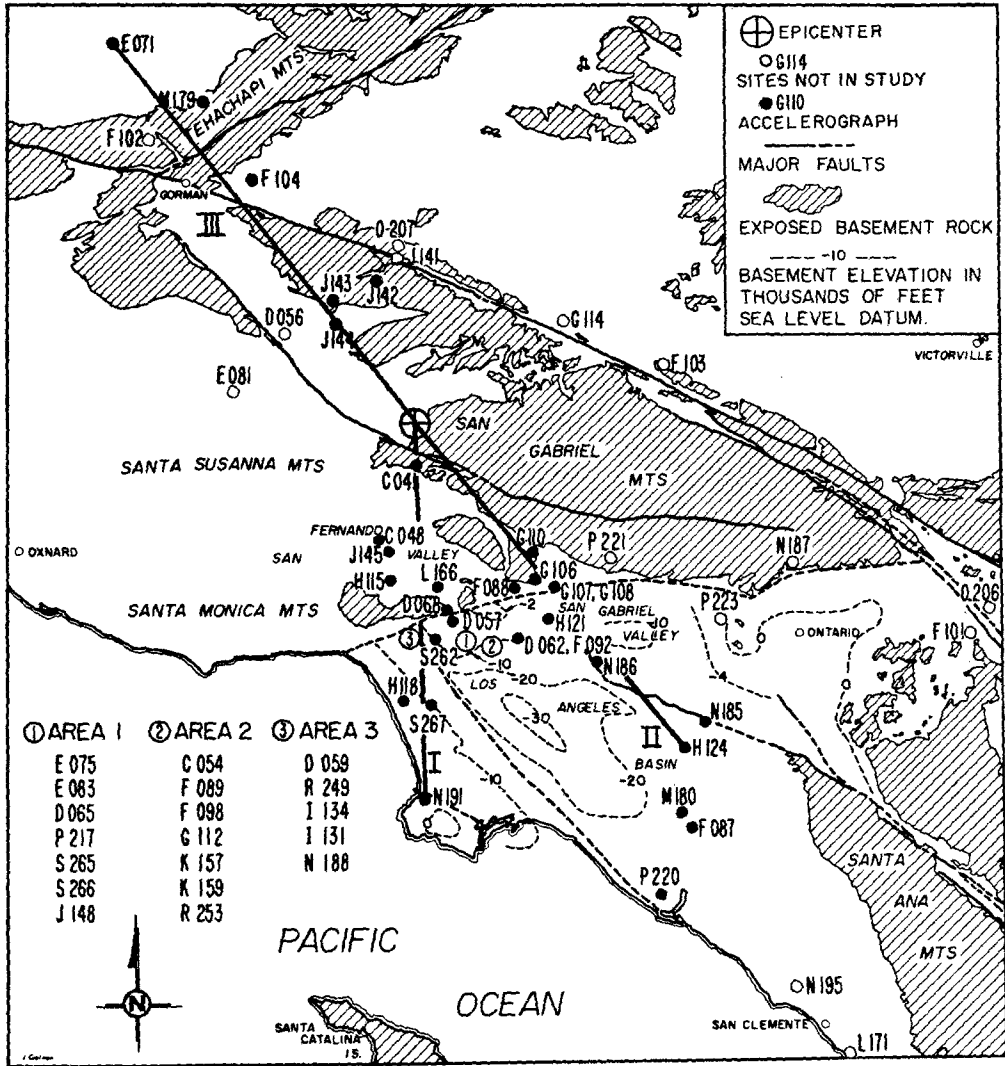 E071
M179
TEHACHAPI MTS
F102
GORMAN
F104
III
O-207
I141
J143
J142
D056
J144
E081
G114
F103
VICTORVILLE
EPICENTER
G114
SITES NOT IN STUDY
G110
ACCELEROGRAPH
MAJOR FAULTS
EXPOSED BASEMENT ROCK
-10
BASEMENT ELEVATION IN
THOUSANDS OF FEET
SEA LEVEL DATUM.
SAN
GABRIEL
MTS
SANTA SUSANNA MTS
C041
OXNARD
FERNANDO
C048
SAN
J145
VALLEY
H115
L166
G110
P221
N187
G106
F088
G107, G108
-2
SANTA MONICA MTS
D068
D057
SAN
GABRIEL
VALLEY
-10
H121
P223
ONTARIO
O,206
F101
3
1
2
S262
D062, F092
N186
-10
LOS
-20
-4
H118
ANGELES
S267
-30
N185
II
H124
BASIN
-20
I
-10
N191
M180
F087
P220
① AREA 1
E075
E083
D065
P217
S265
S266
J148
② AREA 2
C054
F089
F098
G112
K157
K159
R253
③ AREA 3
D059
R249
I134
I131
N188
SANTA
ANA
MTS
N195
SAN CLEMENTE
L171
PACIFIC
OCEAN
N
SANTA
CATALINA
IS.